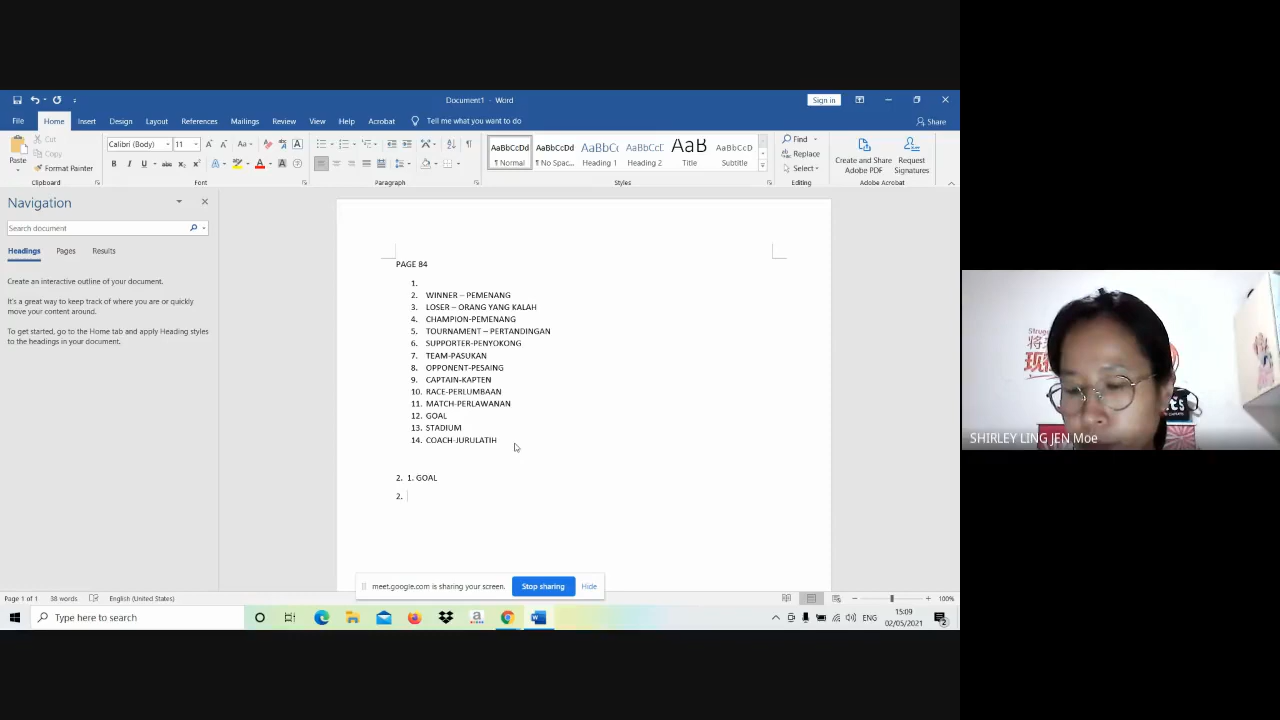 Document1 - Word
Sign in
File Home Insert Design Layout References Mailings Review View Help Acrobat Tell me what you want to do Share
Paste
Cut
Copy
Format Painter
Calibri (Body) 11
AaBbCcDd AaBbCcDd AaBbCc AaBbCcD AaB AaBbCcD
¶ Normal ¶ No Spac... Heading 1 Heading 2 Title Subtitle
Find
Replace
Select
Create and Share Adobe PDF
Request Signatures
Clipboard Font Paragraph Styles Editing Adobe Acrobat
Navigation
Search document
Headings Pages Results
Create an interactive outline of your document.
It's a great way to keep track of where you are or quickly
move your content around.
To get started, go to the Home tab and apply Heading styles
to the headings in your document.
PAGE 84
1.
2. WINNER – PEMENANG
3. LOSER – ORANG YANG KALAH
4. CHAMPION-PEMENANG
5. TOURNAMENT – PERTANDINGAN
6. SUPPORTER-PENYOKONG
7. TEAM-PASUKAN
8. OPPONENT-PESAING
9. CAPTAIN-KAPTEN
10. RACE-PERLUMBAAN
11. MATCH-PERLAWANAN
12. GOAL
13. STADIUM
14. COACH-JURULATIH
2. 1. GOAL
2.
meet.google.com is sharing your screen. Stop sharing Hide
Page 1 of 1 38 words English (United States) 100%
Type here to search
ENG
15:09
02/05/2021
SHIRLEY LING JEN Moe